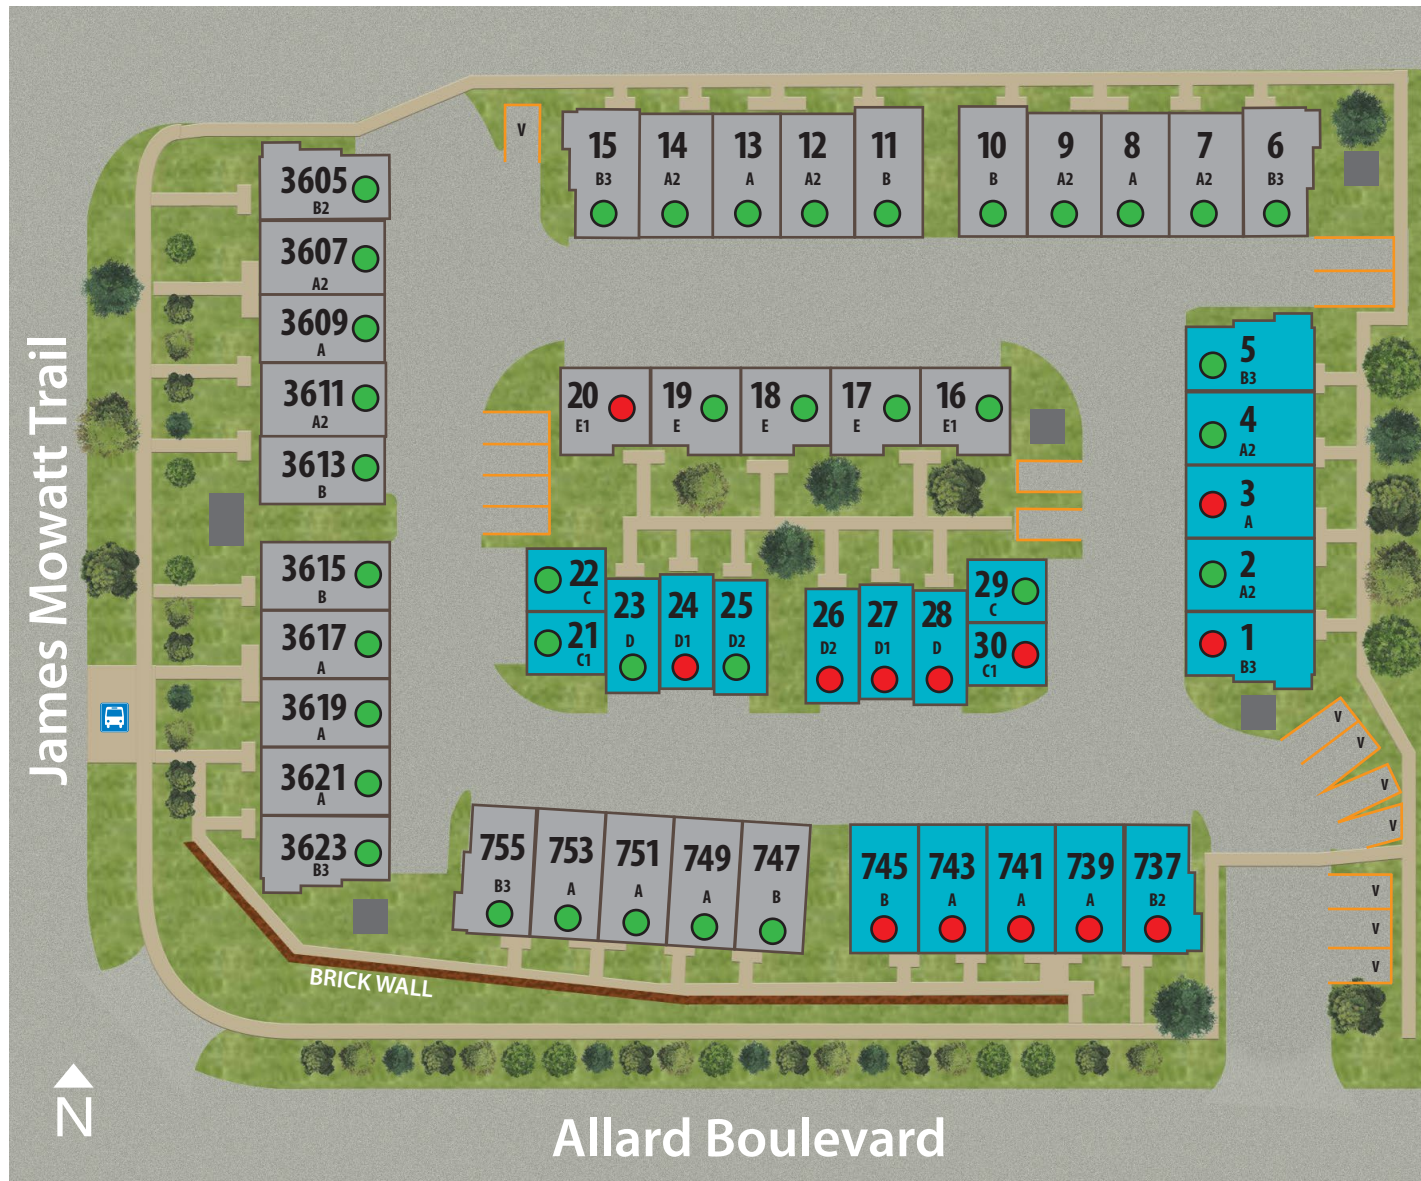 V
15
B3
14
A2
13
A
12
A2
11
B
10
B
9
A2
8
A
7
A2
6
B3
3605
B2
3607
A2
3609
A
3611
A2
3613
B
3615
B
3617
A
3619
A
3621
A
3623
B3
James Mowatt Trail
20
E1
19
E
18
E
17
E
16
E1
5
B3
4
A2
3
A
2
A2
1
B3
22
C
21
C1
23
D
24
D1
25
D2
26
D2
27
D1
28
D
29
C
30
C1
V
V
V
V
755
B3
753
A
751
A
749
A
747
B
745
B
743
A
741
A
739
A
737
B2
V
V
V
BRICK WALL
N
Allard Boulevard